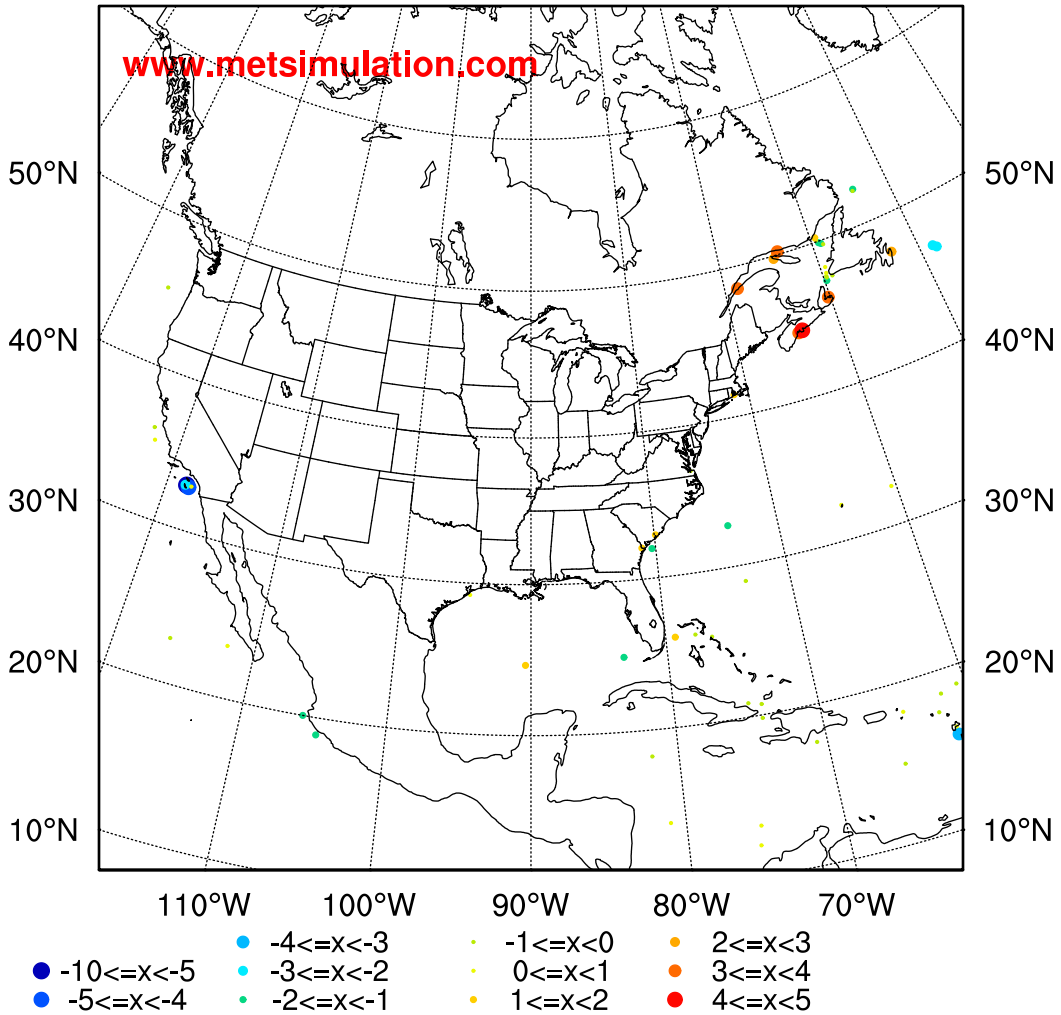 www.metsimulation.com
50°N 50°N
40°N 40°N
30°N 30°N
20°N 20°N
10°N 10°N
110°W 100°W 90°W 80°W 70°W
-4<=x<-3 -1<=x<0 2<=x<3
-10<=x<-5 -3<=x<-2 0<=x<1 3<=x<4
-5<=x<-4 -2<=x<-1 1<=x<2 4<=x<5